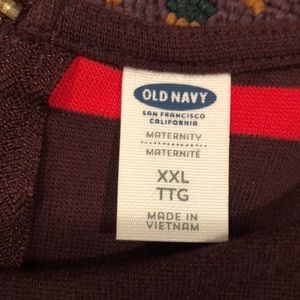 OLD NAVY
SAN FRANCISCO
CALIFORNIA
MATERNITY
MATERNITÉ
XXL
TTG
MADE IN
VIETNAM